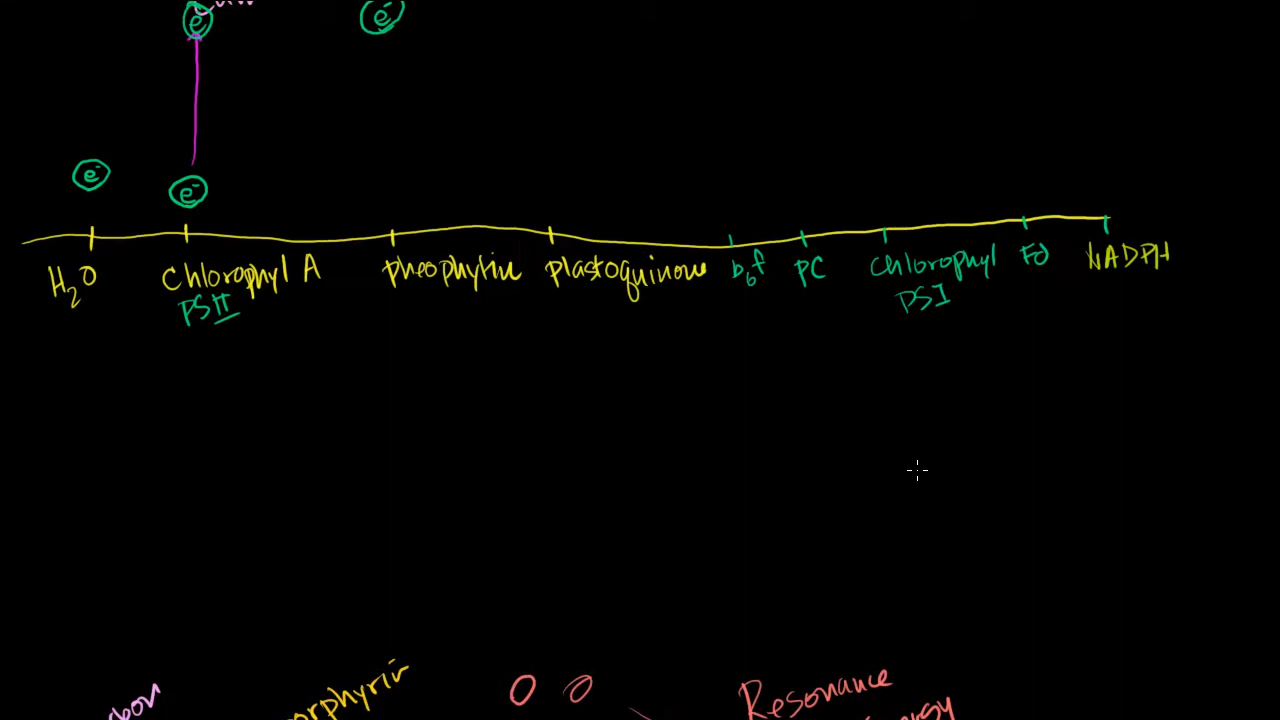 e⁻ e⁻
e⁻ e⁻
H₂O Chlorophyl A pheophytin plastoquinone b₆f PC Chlorophyl Fd NADPH
PSII PSI
Resonance